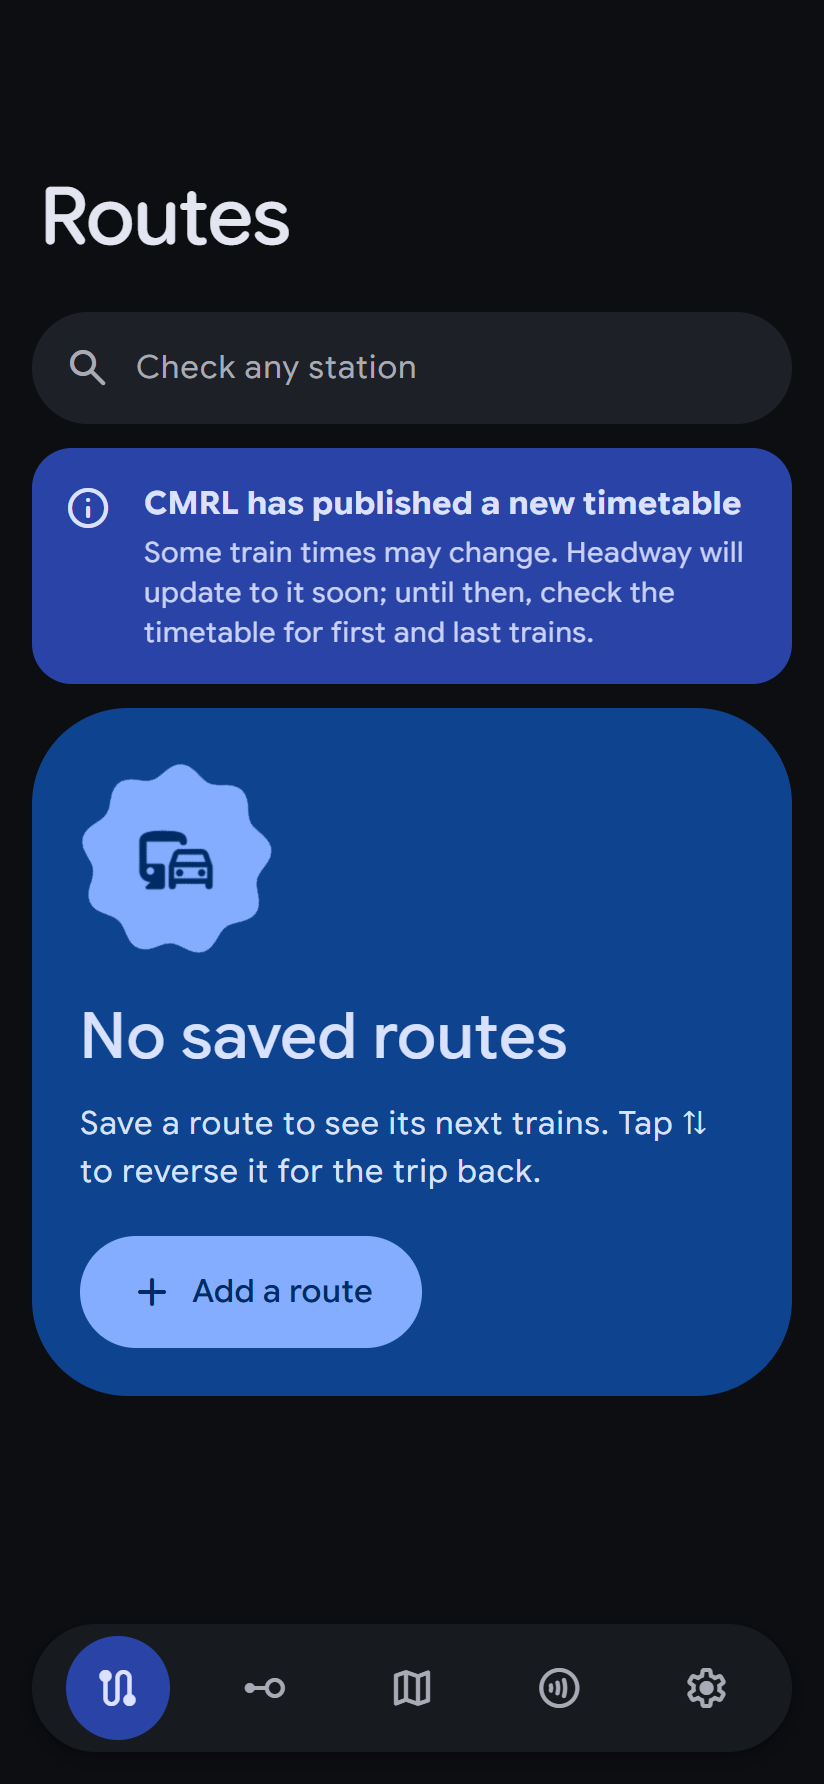 Routes
Check any station
CMRL has published a new timetable
Some train times may change. Headway will
update to it soon; until then, check the
timetable for first and last trains.
No saved routes
Save a route to see its next trains. Tap ⇅
to reverse it for the trip back.
Add a route